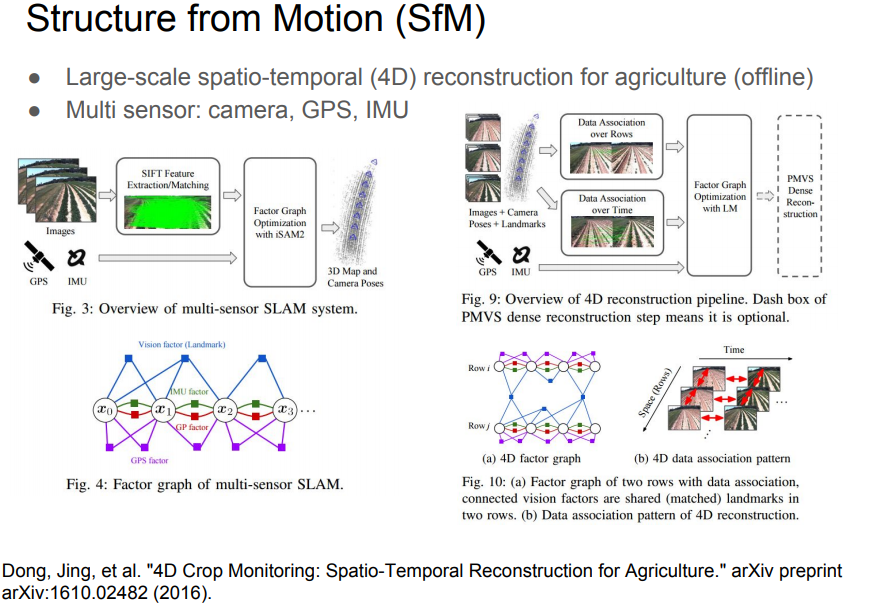 Structure from Motion (SfM)
● Large-scale spatio-temporal (4D) reconstruction for agriculture (offline)
● Multi sensor: camera, GPS, IMU
SIFT Feature
Extraction/Matching
Images
GPS
IMU
Factor Graph
Optimization
with iSAM2
3D Map and
Camera Poses
Fig. 3: Overview of multi-sensor SLAM system.
Vision factor (Landmark)
IMU factor
x0
x1
x2
x3
...
GP factor
GPS factor
Fig. 4: Factor graph of multi-sensor SLAM.
Data Association
over Rows
Images + Camera
Poses + Landmarks
Data Association
over Time
GPS
IMU
Factor Graph
Optimization
with LM
PMVS
Dense
Recon-
struction
Fig. 9: Overview of 4D reconstruction pipeline. Dash box of
PMVS dense reconstruction step means it is optional.
Row i
Row j
(a) 4D factor graph
Time
Space (Rows)
...
(b) 4D data association pattern
Fig. 10: (a) Factor graph of two rows with data association,
connected vision factors are shared (matched) landmarks in
two rows. (b) Data association pattern of 4D reconstruction.
Dong, Jing, et al. "4D Crop Monitoring: Spatio-Temporal Reconstruction for Agriculture." arXiv preprint
arXiv:1610.02482 (2016).